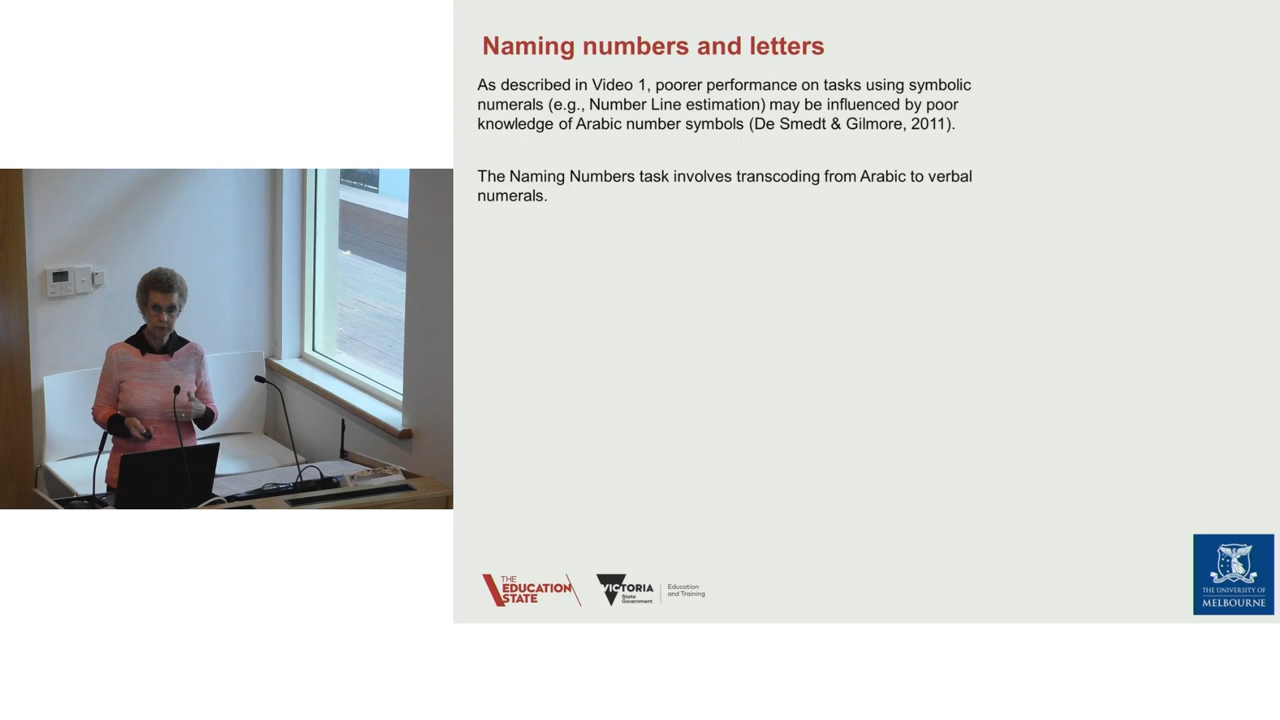 Naming numbers and letters
As described in Video 1, poorer performance on tasks using symbolic
numerals (e.g., Number Line estimation) may be influenced by poor
knowledge of Arabic number symbols (De Smedt & Gilmore, 2011).
The Naming Numbers task involves transcoding from Arabic to verbal
numerals.
THE
EDUCATION
STATE
VICTORIA
State
Government
Education
and Training
THE UNIVERSITY OF
MELBOURNE